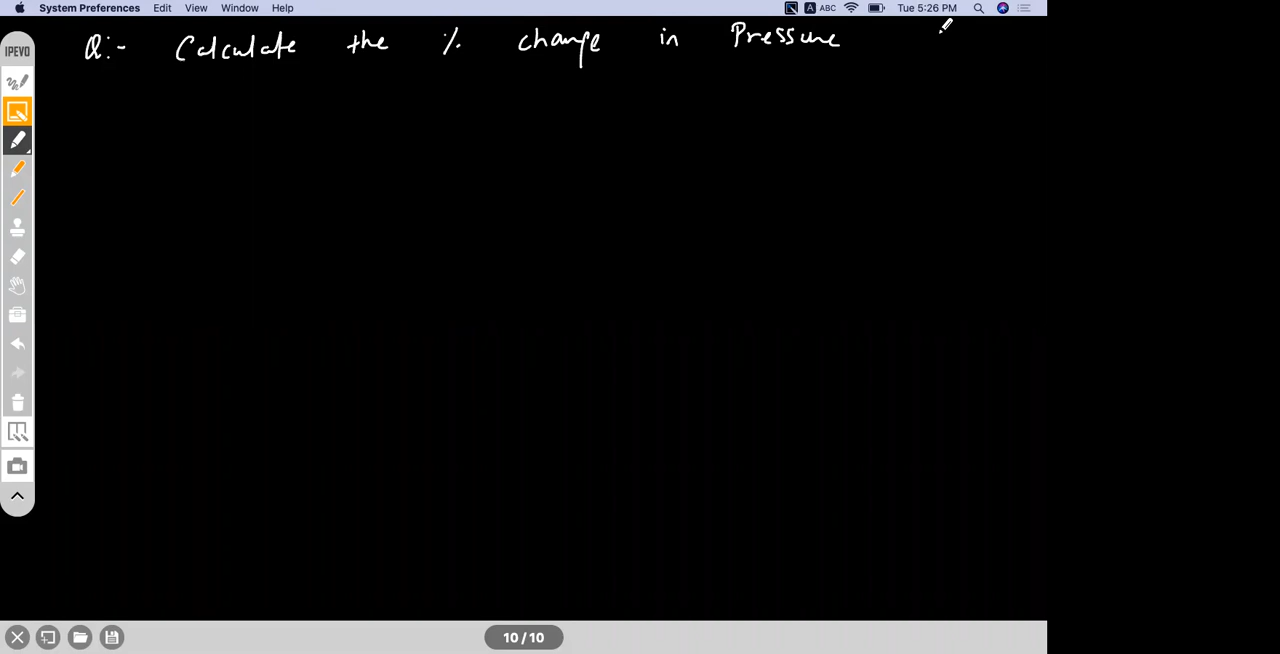 System Preferences Edit View Window Help A ABC Tue 5:26 PM
IPEVO
Q:- Calculate the % change in Pressure
10/10